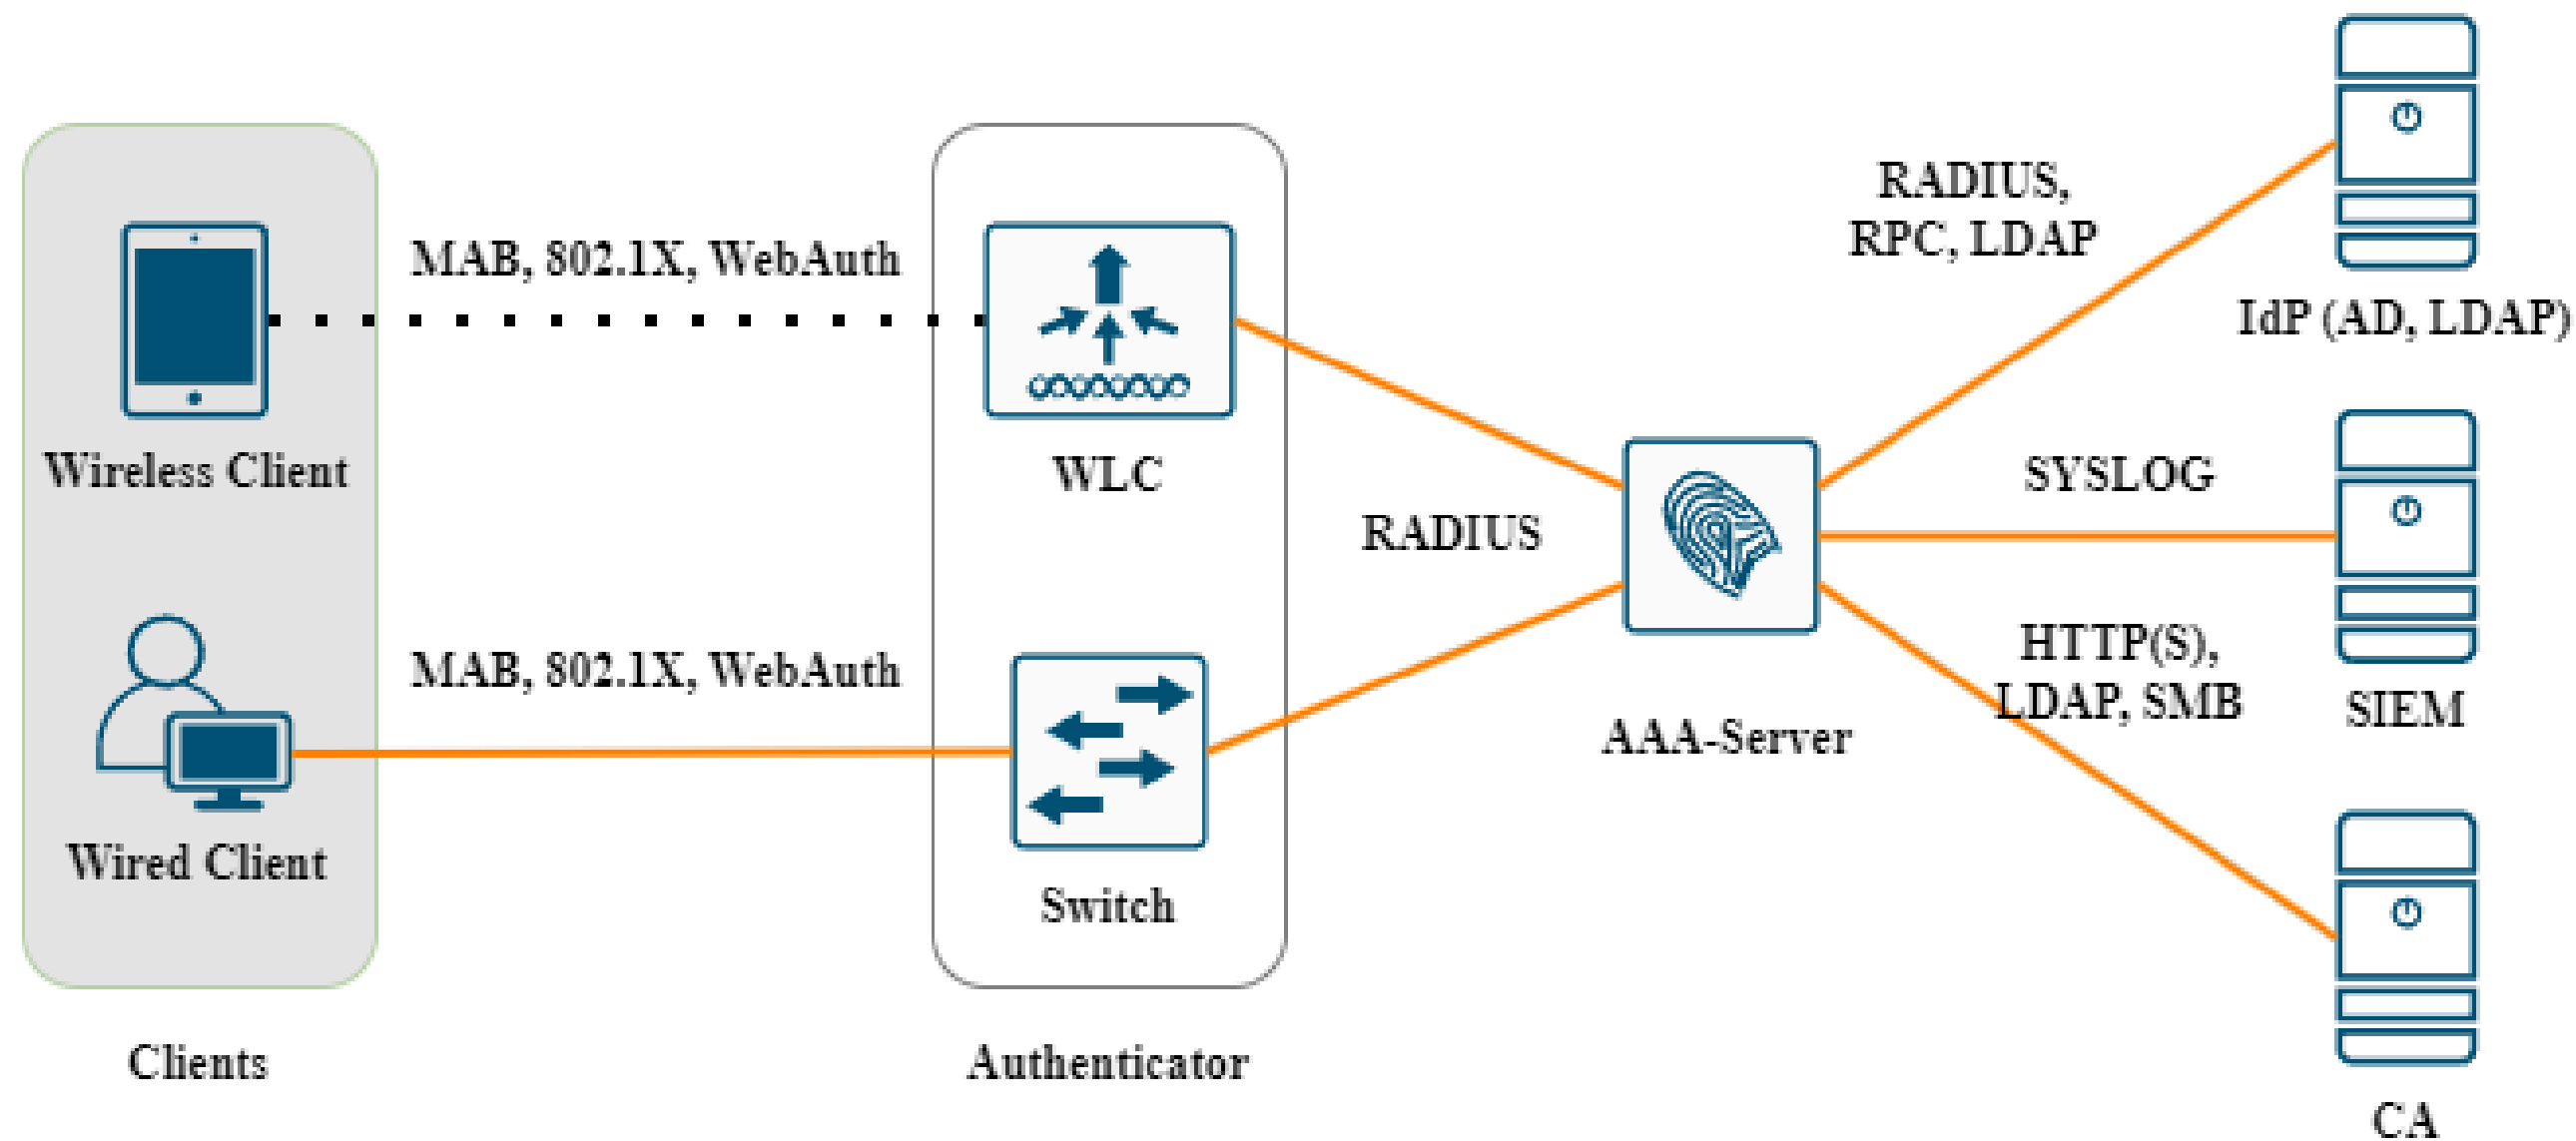 MAB, 802.1X, WebAuth
Wireless Client
WLC
MAB, 802.1X, WebAuth
Wired Client
Switch
Clients
Authenticator
RADIUS
AAA-Server
RADIUS,
RPC, LDAP
IdP (AD, LDAP)
SYSLOG
SIEM
HTTP(S),
LDAP, SMB
CA